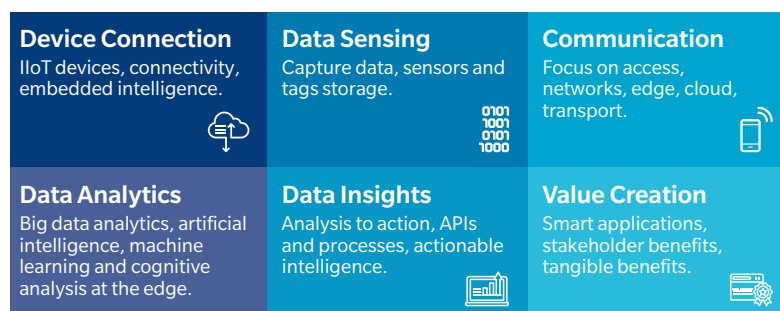 Device Connection
IIoT devices, connectivity,
embedded intelligence.
Data Sensing
Capture data, sensors and
tags storage.
0101
1001
0101
1000
Communication
Focus on access,
networks, edge, cloud,
transport.
Data Analytics
Big data analytics, artificial
intelligence, machine
learning and cognitive
analysis at the edge.
Data Insights
Analysis to action, APIs
and processes, actionable
intelligence.
Value Creation
Smart applications,
stakeholder benefits,
tangible benefits.